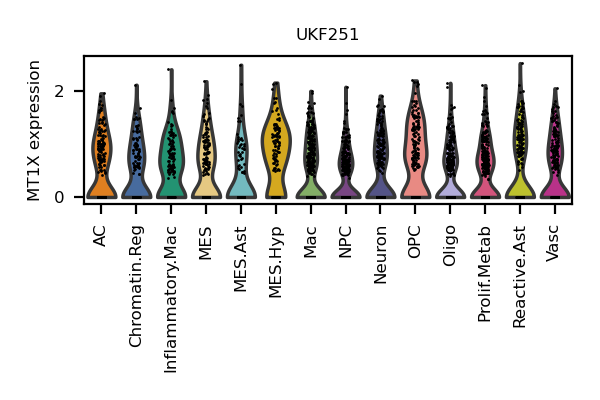 UKF251
MT1X expression
2
0
AC
Chromatin.Reg
Inflammatory.Mac
MES
MES.Ast
MES.Hyp
Mac
NPC
Neuron
OPC
Oligo
Prolif.Metab
Reactive.Ast
Vasc